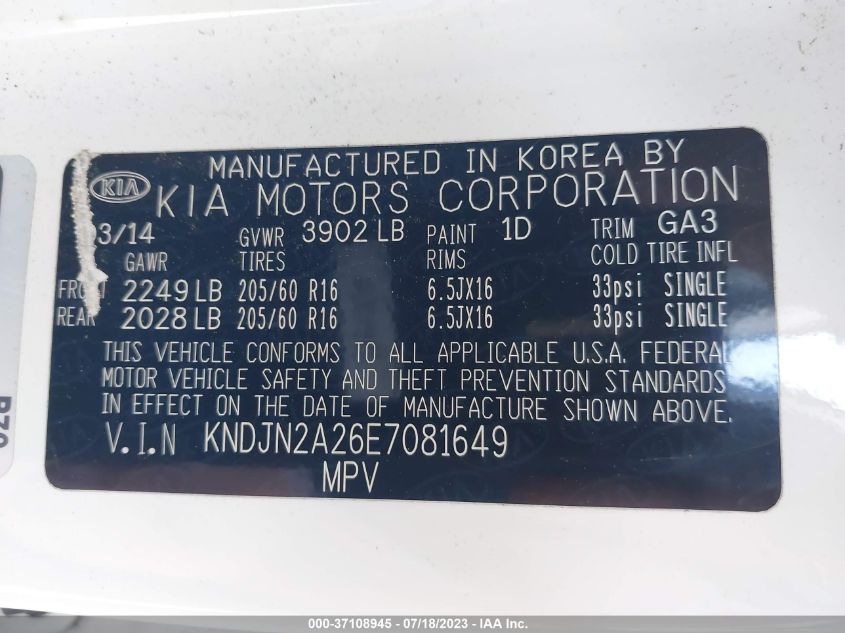 MANUFACTURED IN KOREA BY
KIA KIA MOTORS CORPORATION
03/14 GVWR 3902 LB PAINT 1D TRIM GA3
GAWR TIRES RIMS COLD TIRE INFL
FRONT 2249 LB 205/60 R16 6.5JX16 33psi SINGLE
REAR 2028 LB 205/60 R16 6.5JX16 33psi SINGLE
THIS VEHICLE CONFORMS TO ALL APPLICABLE U.S.A. FEDERAL
MOTOR VEHICLE SAFETY AND THEFT PREVENTION STANDARDS
IN EFFECT ON THE DATE OF MANUFACTURE SHOWN ABOVE.
V.I.N KNDJN2A26E7081649
MPV
000-37108945 - 07/18/2023 - IAA Inc.